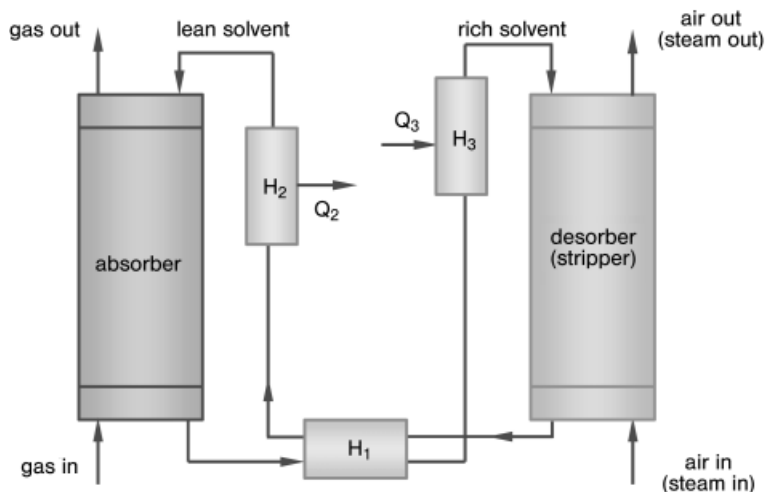 gas out
lean solvent
rich solvent
air out
(steam out)
Q3
H3
H2
Q2
absorber
desorber
(stripper)
H1
gas in
air in
(steam in)